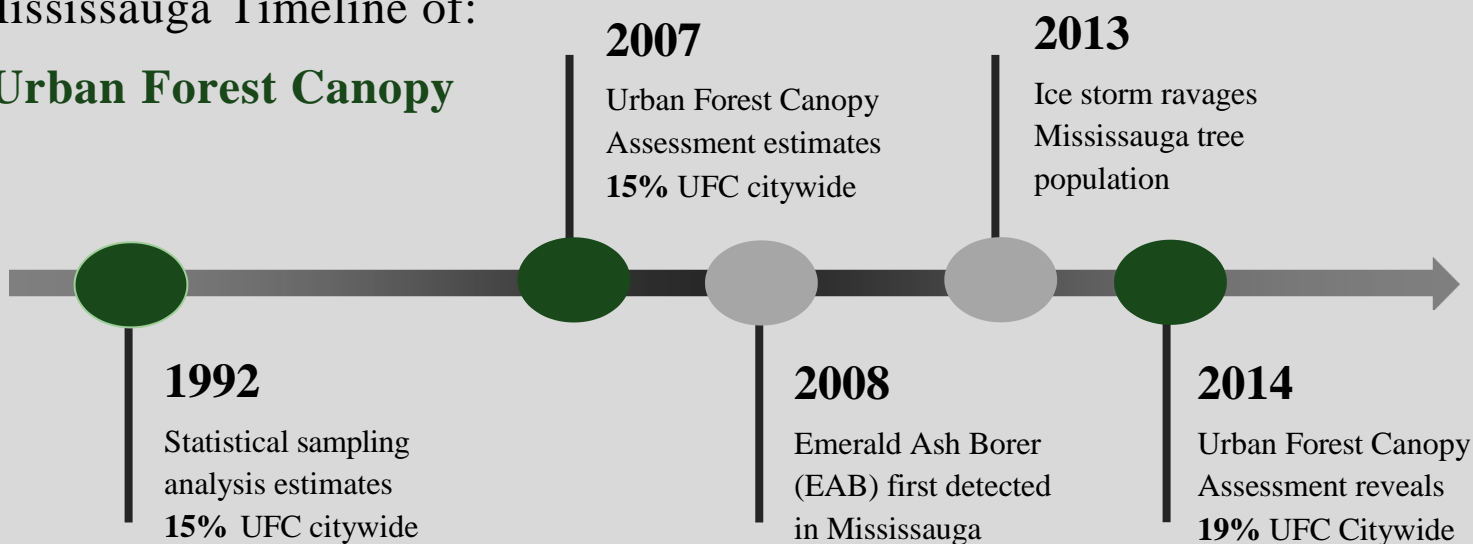 ississauga Timeline of:
Urban Forest Canopy
2007
Urban Forest Canopy
Assessment estimates
15% UFC citywide
2013
Ice storm ravages
Mississauga tree
population
1992
Statistical sampling
analysis estimates
15% UFC citywide
2008
Emerald Ash Borer
(EAB) first detected
in Mississauga
2014
Urban Forest Canopy
Assessment reveals
19% UFC Citywide